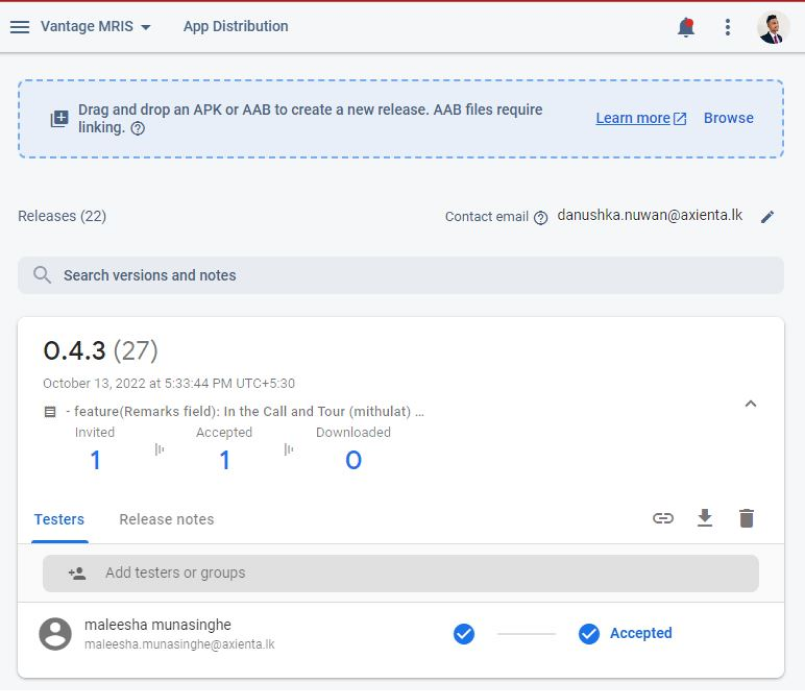 Vantage MRIS
App Distribution
Drag and drop an APK or AAB to create a new release. AAB files require
linking.
Learn more
Browse
Releases (22)
Contact email
danushka.nuwan@axienta.lk
Search versions and notes
0.4.3 (27)
October 13, 2022 at 5:33:44 PM UTC+5:30
- feature(Remarks field): In the Call and Tour (mithulat) ...
Invited
Accepted
Downloaded
1
1
0
Testers
Release notes
Add testers or groups
maleesha munasinghe
maleesha.munasinghe@axienta.lk
Accepted